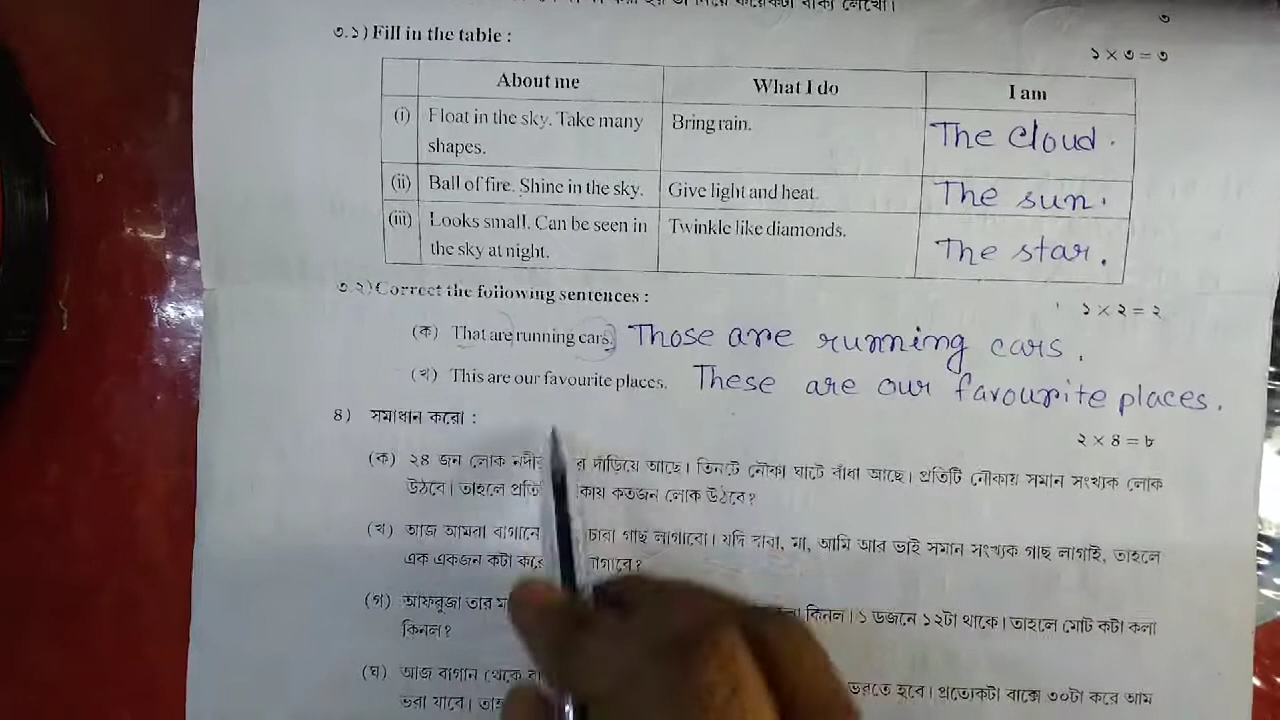 কয়েকটা বাক্য লেখো।
৩
৩.১) Fill in the table :
১ × ৩ = ৩
About me What I do I am
(i) Float in the sky. Take many shapes. Bring rain. The cloud.
(ii) Ball of fire. Shine in the sky. Give light and heat. The sun.
(iii) Looks small. Can be seen in the sky at night. Twinkle like diamonds. The star.
৩.২) Correct the following sentences :
১ × ২ = ২
(ক) That are running cars. Those are running cars.
(খ) This are our favourite places. These are our favourite places.
৪) সমাধান করো :
২ × ৪ = ৮
(ক) ২৪ জন লোক দাঁড়িয়ে আছে। তিনটে নৌকা ঘাটে বাঁধা আছে। প্রতিটি নৌকায় সমান সংখ্যক লোক
উঠবে। তাহলে কতজন লোক উঠবে?
(খ) আজ আমরা বাগানে চারা গাছ লাগাবো। যদি বাবা, মা, আমি আর ভাই সমান সংখ্যক গাছ লাগাই, তাহলে
এক একজন কটা করে লাগাবে?
(গ) আফরুজা তার কিনল। ১ ডজনে ১২টা থাকে। তাহলে মোট কটা কলা
কিনল?
(ঘ) আজ বাগান থেকে ভরতে হবে। প্রত্যেকটা বাক্সে ৩০টা করে আম
ভরা যাবে।